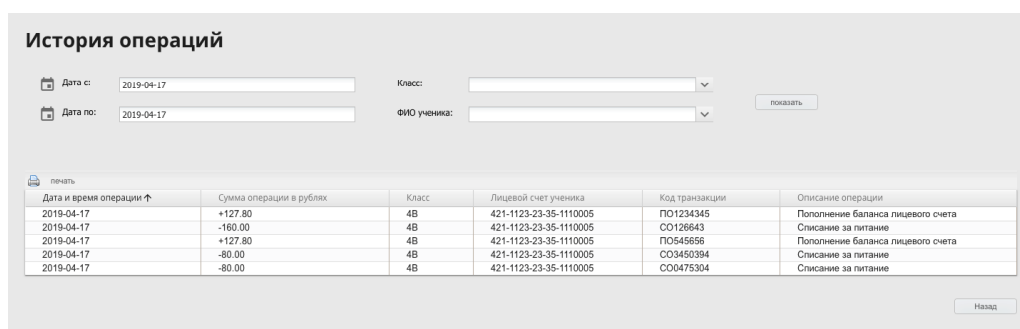 История операций
Дата с: 2019-04-17 Класс:
показать
Дата по: 2019-04-17 ФИО ученика:
печать
Дата и время операции ↑ Сумма операции в рублях Класс Лицевой счет ученика Код транзакции Описание операции
2019-04-17 +127.80 4В 421-1123-23-35-1110005 ПО1234345 Пополнение баланса лицевого счета
2019-04-17 -160.00 4В 421-1123-23-35-1110005 СО126643 Списание за питание
2019-04-17 +127.80 4В 421-1123-23-35-1110005 ПО545656 Пополнение баланса лицевого счета
2019-04-17 -80.00 4В 421-1123-23-35-1110005 СО3450394 Списание за питание
2019-04-17 -80.00 4В 421-1123-23-35-1110005 СО0475304 Списание за питание
Назад